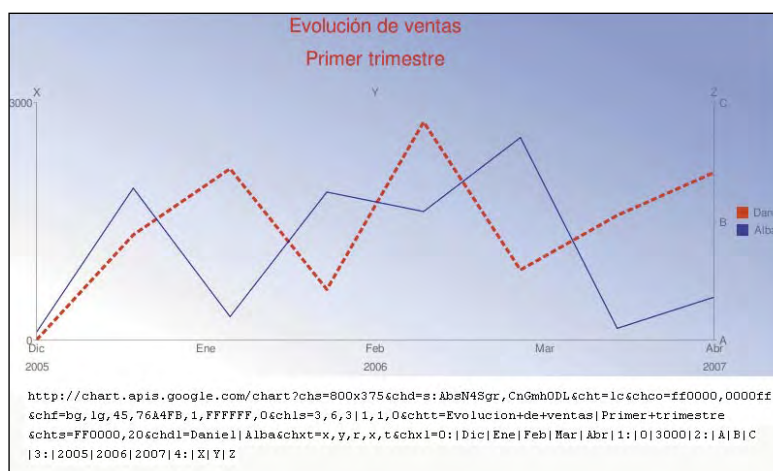 Evolución de ventas
Primer trimestre
X Y Z
3000 C
B
Alba
0 A
Dic Ene Feb Mar Abr
2005 2006 2007
http://chart.apis.google.com/chart?chs=800x375&chd=s:AbsN4Sgr,CnGmhODL&cht=lc&chco=ff0000,0000ff
&chf=bg,lg,45,76A4FB,1,FFFFFF,0&chls=3,6,3|1,1,0&chtt=Evolucion+de+ventas|Primer+trimestre
&chts=FF0000,20&chdl=Daniel|Alba&chxt=x,y,r,x,t&chxl=0:|Dic|Ene|Feb|Mar|Abr|1:|0|3000|2:|A|B|C
|3:|2005|2006|2007|4:|X|Y|Z